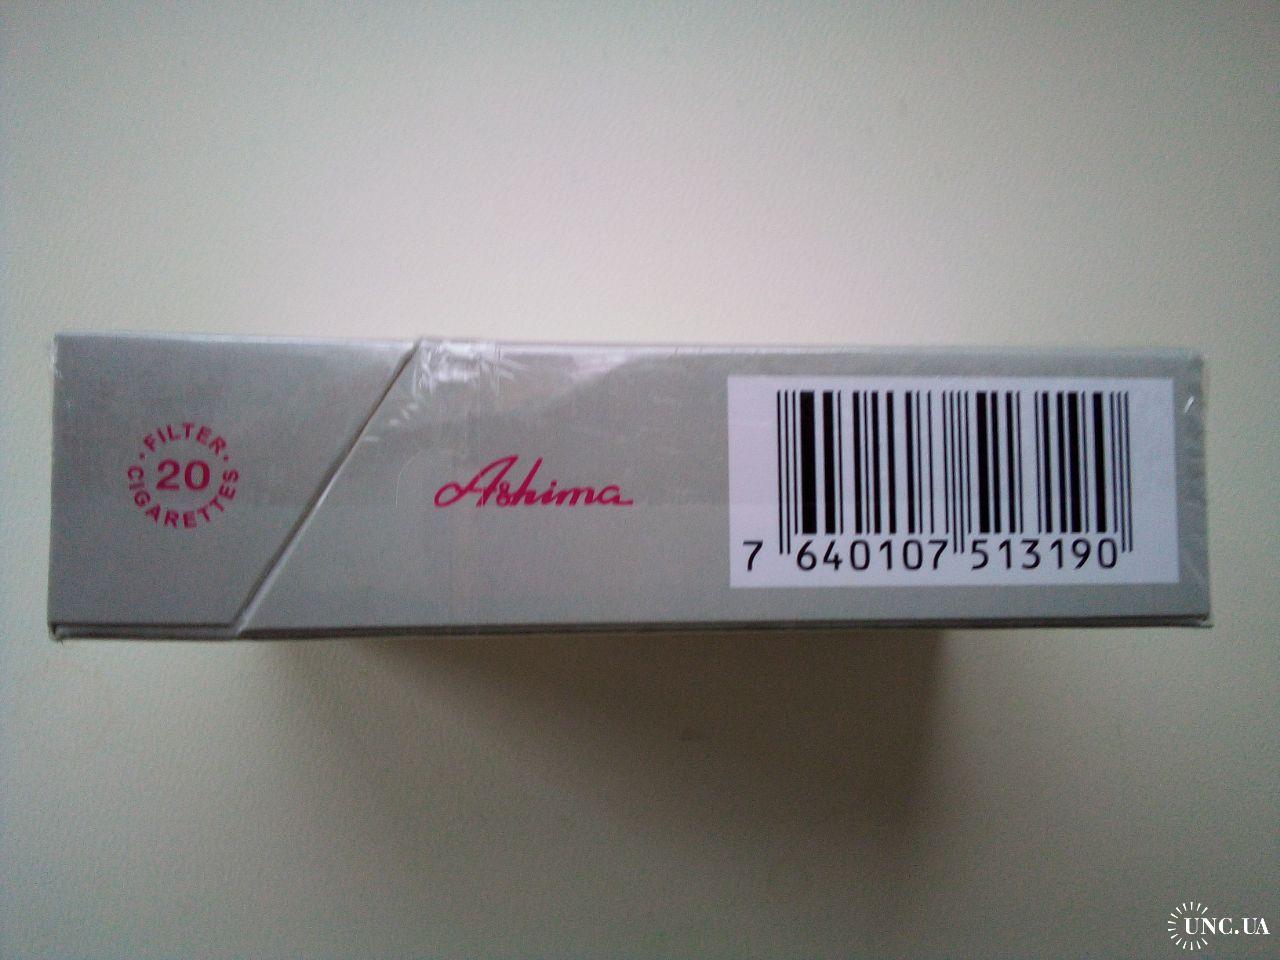 • FILTER •
20
CIGARETTES
Ashima
7 640107 513190
UNC.UA